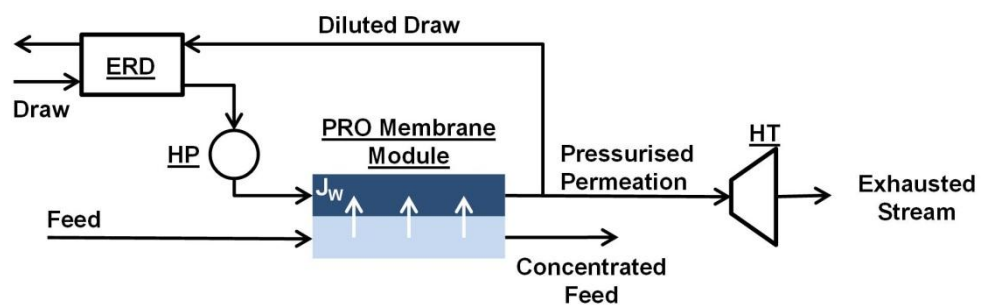 Diluted Draw
ERD
Draw
HP
PRO Membrane
Module
HT
Pressurised
Permeation
Exhausted
Stream
Jw
Feed
Concentrated
Feed